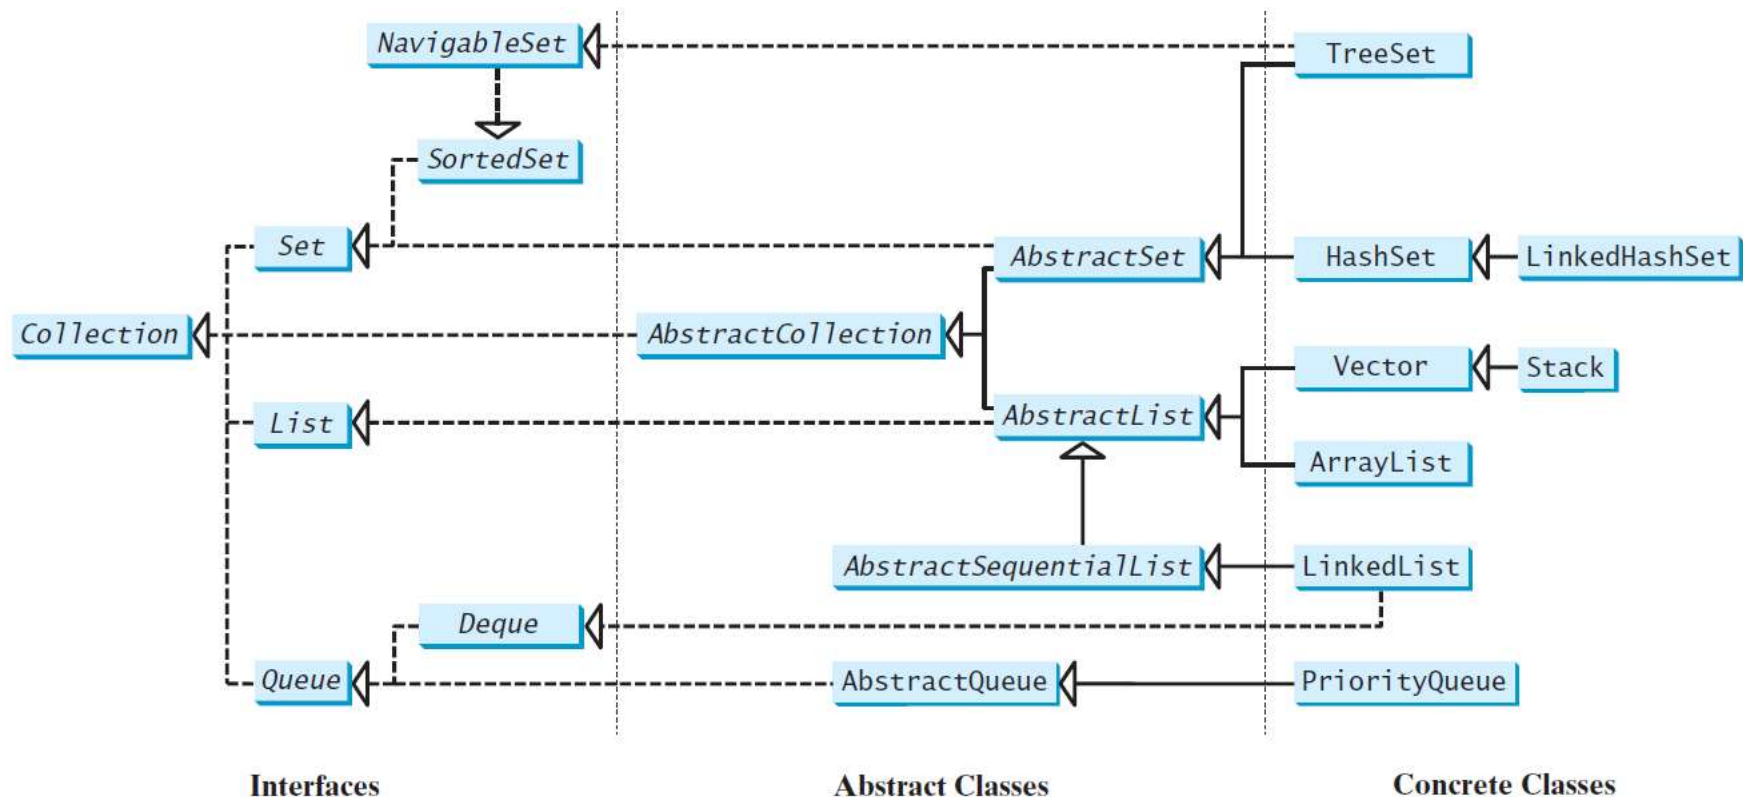 NavigableSet
TreeSet
SortedSet
Set
AbstractSet
HashSet
LinkedHashSet
Collection
AbstractCollection
Vector
Stack
List
AbstractList
ArrayList
AbstractSequentialList
LinkedList
Deque
Queue
AbstractQueue
PriorityQueue
Interfaces
Abstract Classes
Concrete Classes